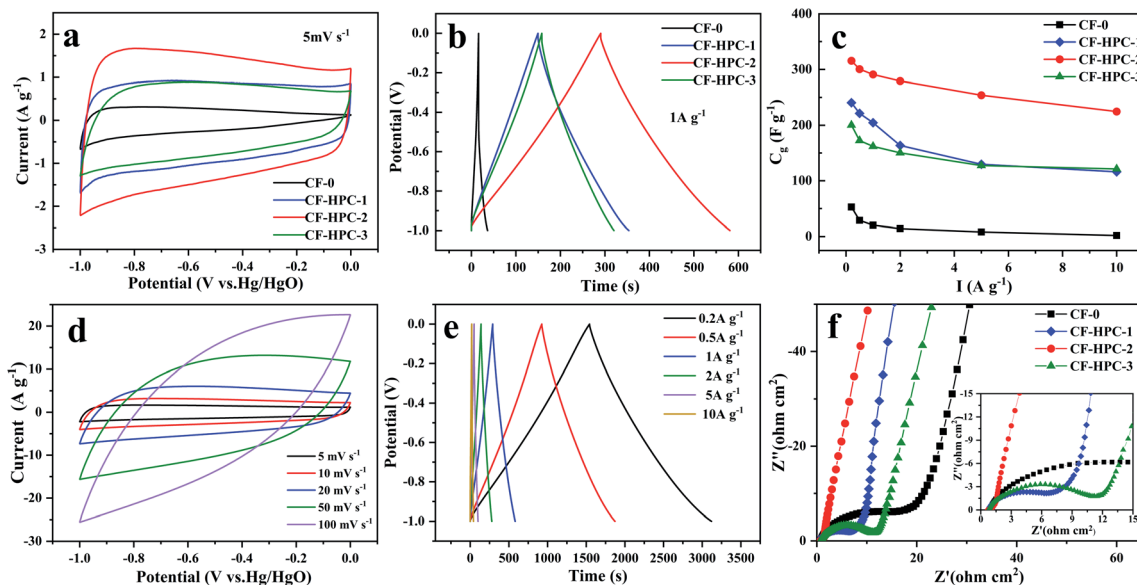 a
5mV s⁻¹
Current (A g⁻¹)
2
1
0
-1
-2
-3
CF-0
CF-HPC-1
CF-HPC-2
CF-HPC-3
-1.0 -0.8 -0.6 -0.4 -0.2 0.0
Potential (V vs.Hg/HgO)
b
CF-0
CF-HPC-1
CF-HPC-2
CF-HPC-3
1A g⁻¹
Potential (V)
0.0
-0.2
-0.4
-0.6
-0.8
-1.0
0 100 200 300 400 500 600
Time (s)
c
CF-0
CF-HPC-1
CF-HPC-2
CF-HPC-3
Cg (F g⁻¹)
400
300
200
100
0
0 2 4 6 8 10
I (A g⁻¹)
d
Current (A g⁻¹)
20
10
0
-10
-20
-30
5 mV s⁻¹
10 mV s⁻¹
20 mV s⁻¹
50 mV s⁻¹
100 mV s⁻¹
-1.0 -0.8 -0.6 -0.4 -0.2 0.0
Potential (V vs.Hg/HgO)
e
0.2A g⁻¹
0.5A g⁻¹
1A g⁻¹
2A g⁻¹
5A g⁻¹
10A g⁻¹
Potential (V)
0.0
-0.2
-0.4
-0.6
-0.8
-1.0
0 500 1000 1500 2000 2500 3000 3500
Time (s)
f
CF-0
CF-HPC-1
CF-HPC-2
CF-HPC-3
Z''(ohm cm²)
-40
-20
0
0 20 40 60
Z'(ohm cm²)
Z''(ohm cm²)
-15
-12
-9
-6
-3
0
3 6 9 12 15
Z'(ohm cm²)